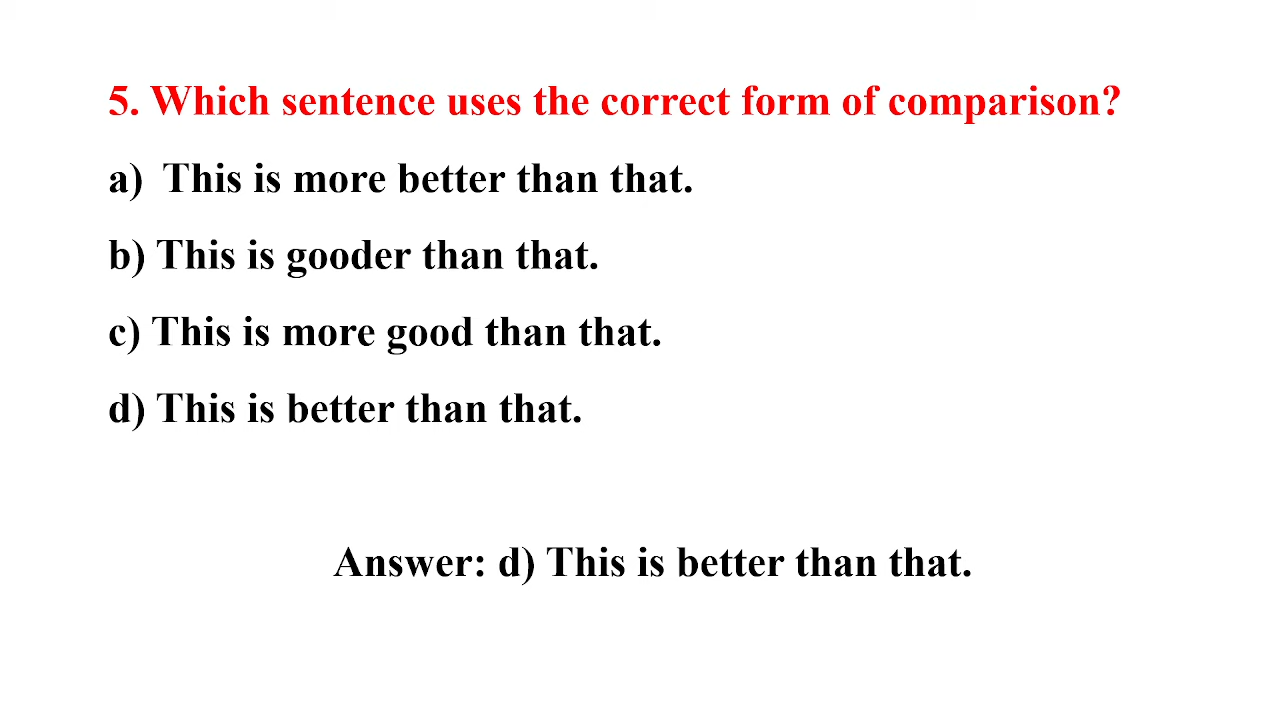 5. Which sentence uses the correct form of comparison?
a) This is more better than that.
b) This is gooder than that.
c) This is more good than that.
d) This is better than that.
Answer: d) This is better than that.